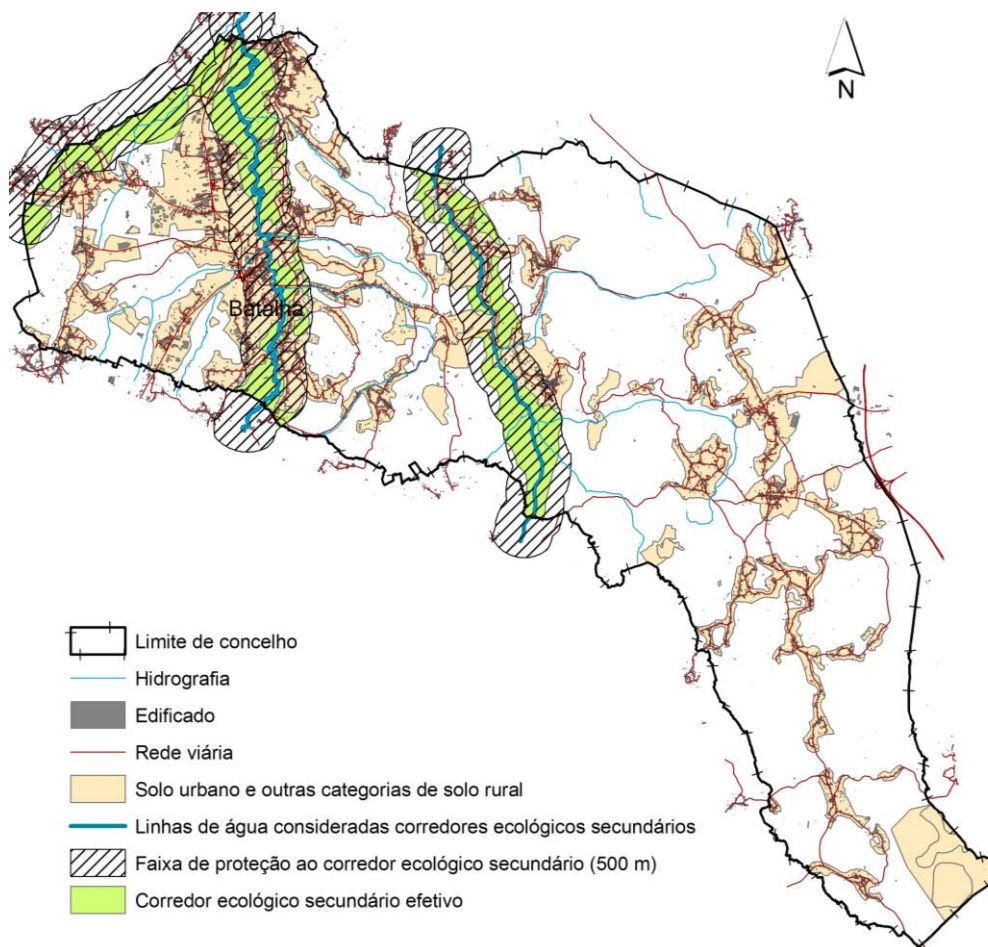 N
Batalha
Limite de concelho
Hidrografia
Edificado
Rede viária
Solo urbano e outras categorias de solo rural
Linhas de água consideradas corredores ecológicos secundários
Faixa de proteção ao corredor ecológico secundário (500 m)
Corredor ecológico secundário efetivo